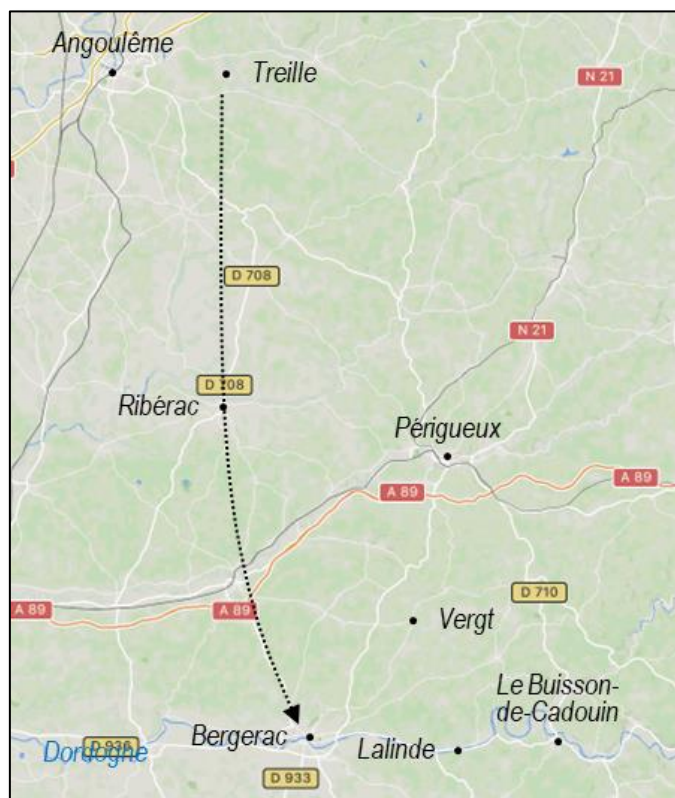 Angoulême
Treille
N 21
D 708
N 21
D 708
Ribérac
Périgueux
A 89
A 89
D 710
A 89
A 89
Vergt
Le Buisson-
de-Cadouin
Bergerac
Lalinde
D 936
Dordogne
D 933